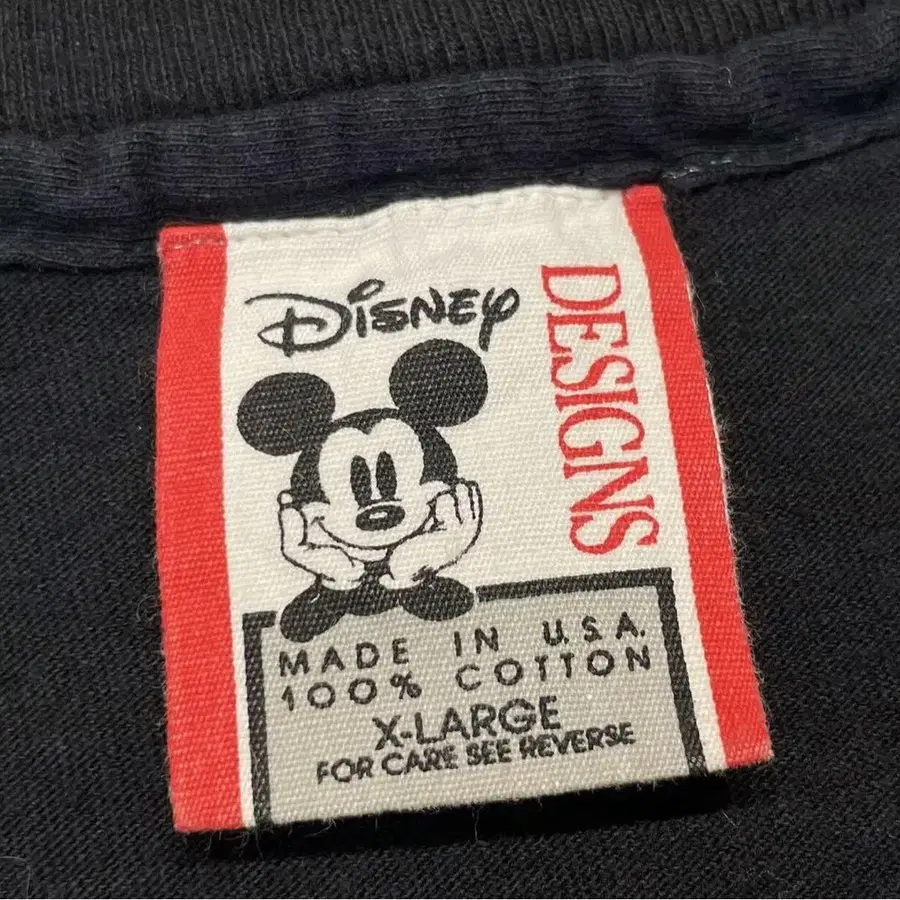 DISNEY
DESIGNS
MADE IN U.S.A.
100% COTTON
X-LARGE
FOR CARE SEE REVERSE